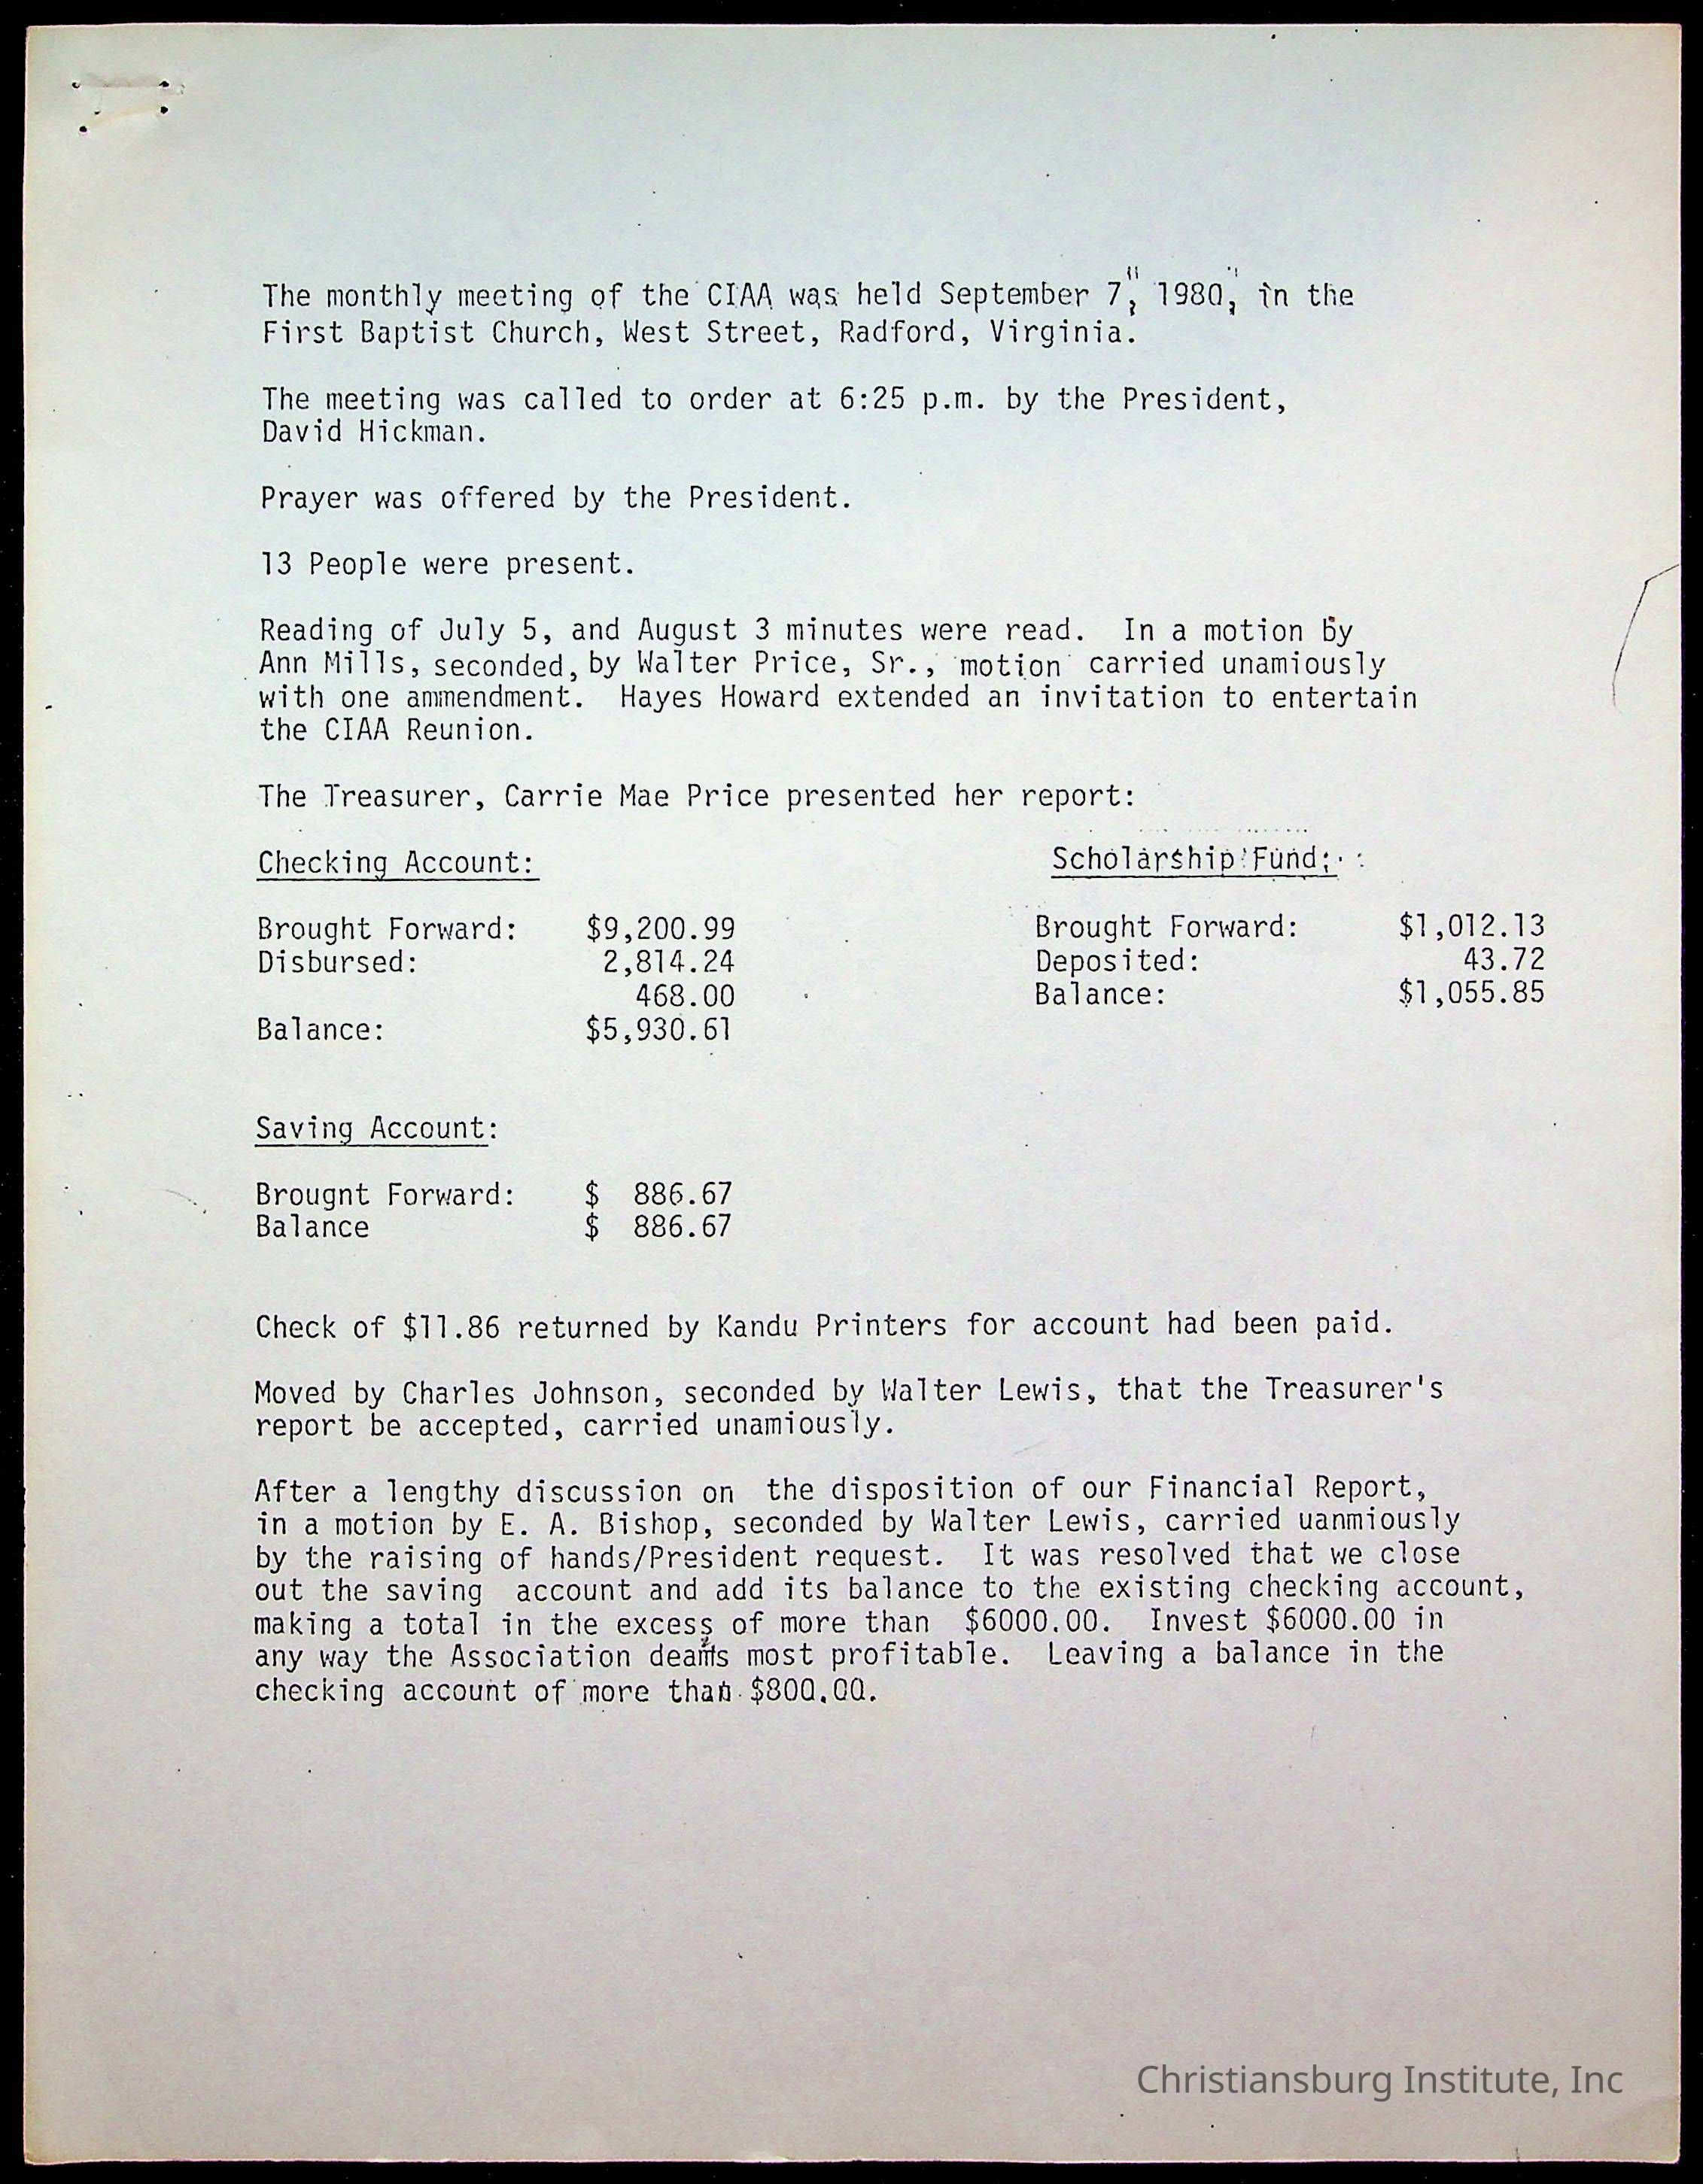 The monthly meeting of the CIAA was held September 7, 1980, in the
First Baptist Church, West Street, Radford, Virginia.
The meeting was called to order at 6:25 p.m. by the President,
David Hickman.
Prayer was offered by the President.
13 People were present.
Reading of July 5, and August 3 minutes were read. In a motion by
Ann Mills, seconded, by Walter Price, Sr., motion carried unamiously
with one ammendment. Hayes Howard extended an invitation to entertain
the CIAA Reunion.
The Treasurer, Carrie Mae Price presented her report:
Checking Account: Scholarship Fund:
Brought Forward: $9,200.99 Brought Forward: $1,012.13
Disbursed: 2,814.24 Deposited: 43.72
468.00 Balance: $1,055.85
Balance: $5,930.61
Saving Account:
Brougnt Forward: $ 886.67
Balance $ 886.67
Check of $11.86 returned by Kandu Printers for account had been paid.
Moved by Charles Johnson, seconded by Walter Lewis, that the Treasurer's
report be accepted, carried unamiously.
After a lengthy discussion on the disposition of our Financial Report,
in a motion by E. A. Bishop, seconded by Walter Lewis, carried uanmiously
by the raising of hands/President request. It was resolved that we close
out the saving account and add its balance to the existing checking account,
making a total in the excess of more than $6000.00. Invest $6000.00 in
any way the Association deams most profitable. Leaving a balance in the
checking account of more than $800.00.
Christiansburg Institute, Inc